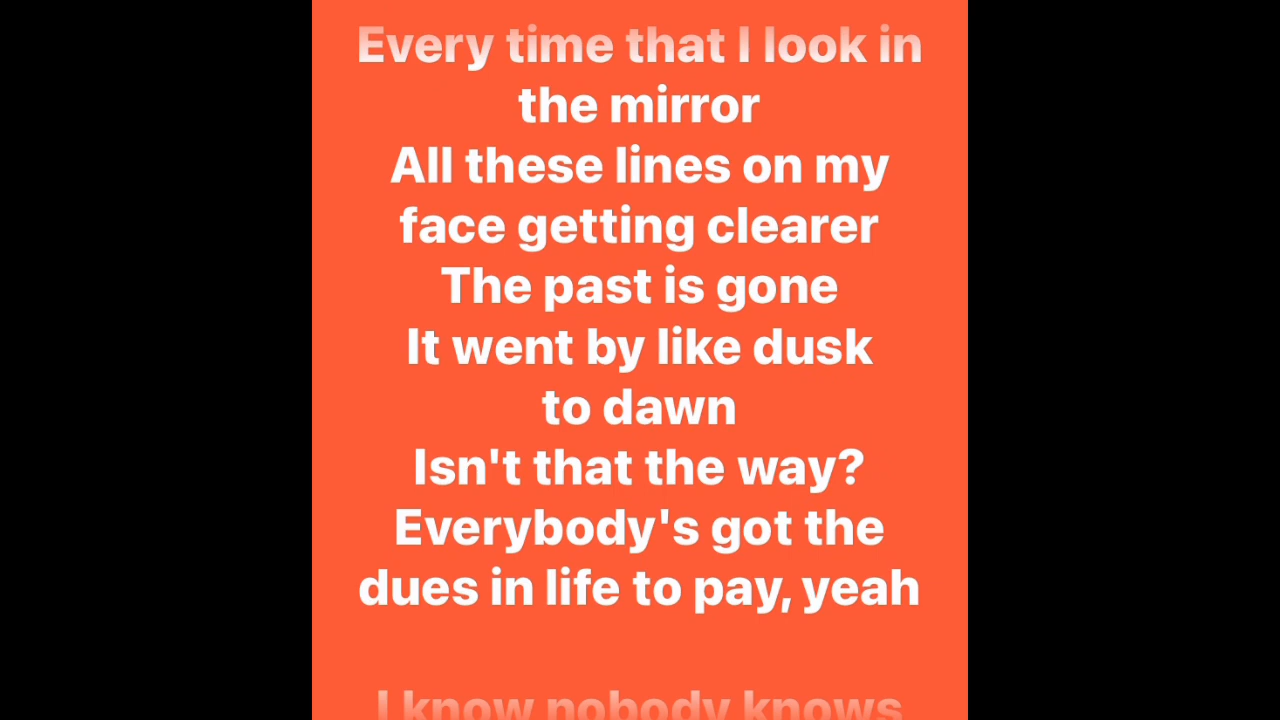 Every time that I look in
the mirror
All these lines on my
face getting clearer
The past is gone
It went by like dusk
to dawn
Isn't that the way?
Everybody's got the
dues in life to pay, yeah
I know nobody knows